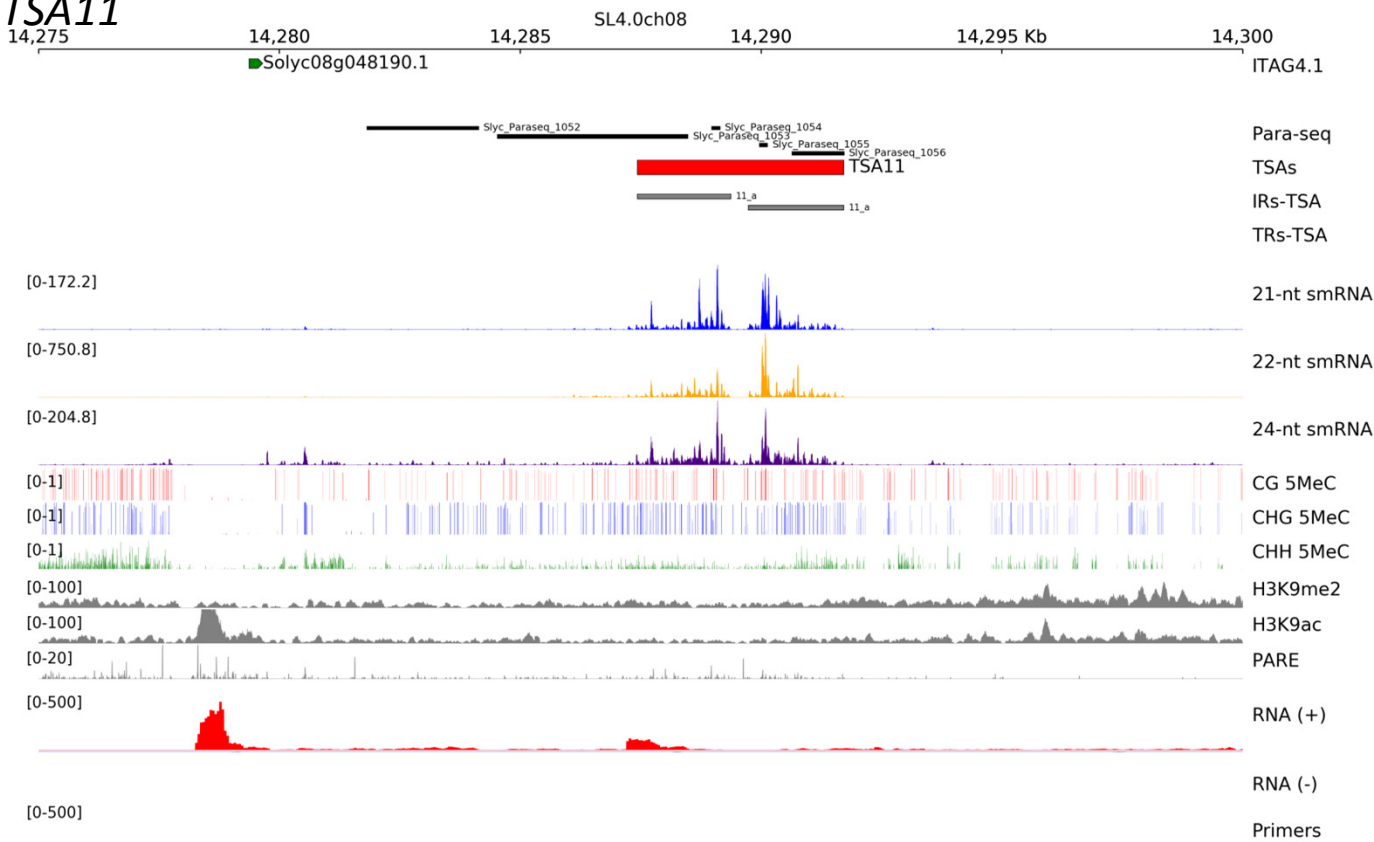 TSA11
SL4.0ch08
14,275 14,280 14,285 14,290 14,295 Kb 14,300
Solyc08g048190.1 ITAG4.1
Slyc_Paraseq_1052 Slyc_Paraseq_1054
Slyc_Paraseq_1053 Para-seq
Slyc_Paraseq_1055
Slyc_Paraseq_1056
TSA11 TSAs
11_a IRs-TSA
11_a
TRs-TSA
[0-172.2] 21-nt smRNA
[0-750.8] 22-nt smRNA
[0-204.8] 24-nt smRNA
[0-1] CG 5MeC
[0-1] CHG 5MeC
[0-1] CHH 5MeC
[0-100] H3K9me2
[0-100] H3K9ac
[0-20] PARE
[0-500] RNA (+)
RNA (-)
[0-500]
Primers